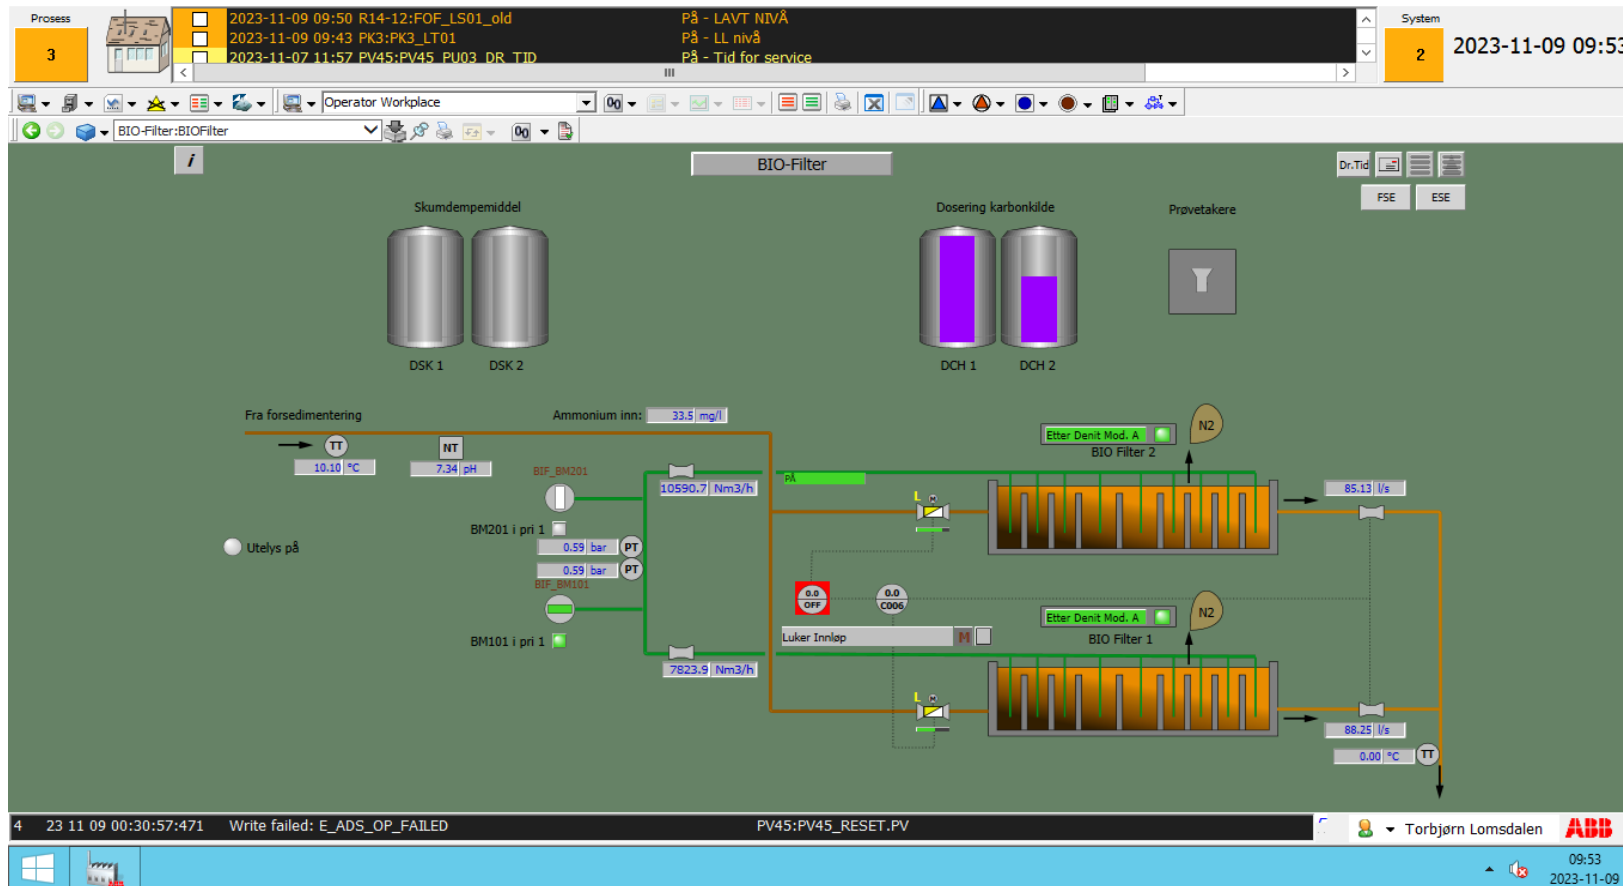 Prosess
3
2023-11-09 09:50 R14-12:FOF_LS01_old På - LAVT NIVÅ
2023-11-09 09:43 PK3:PK3_LT01 På - LL nivå
2023-11-07 11:57 PV45:PV45_PU03_DR_TID På - Tid for service
System
2
2023-11-09 09:53
Operator Workplace
BIO-Filter:BIOFilter
i
BIO-Filter
Dr.Tid
FSE ESE
Skumdempemiddel
Dosering karbonkilde
Prøvetakere
DSK 1 DSK 2
DCH 1 DCH 2
Fra forsedimentering
Ammonium inn: 33.5 mg/l
TT
NT
10.10 °C
7.34 pH
Etter Denit Mod. A
N2
BIO Filter 2
BIF_BM201
10590.7 Nm3/h
PÅ
85.13 l/s
L M
BM201 i pri 1
Utelys på
0.59 bar PT
0.59 bar PT
BIF_BM101
0.0
OFF
0.0
C006
Etter Denit Mod. A
N2
BIO Filter 1
BM101 i pri 1
Luker Innløp M
7823.9 Nm3/h
L M
88.25 l/s
0.00 °C TT
4 23 11 09 00:30:57:471 Write failed: E_ADS_OP_FAILED PV45:PV45_RESET.PV
Torbjørn Lomsdalen
ABB
09:53
2023-11-09